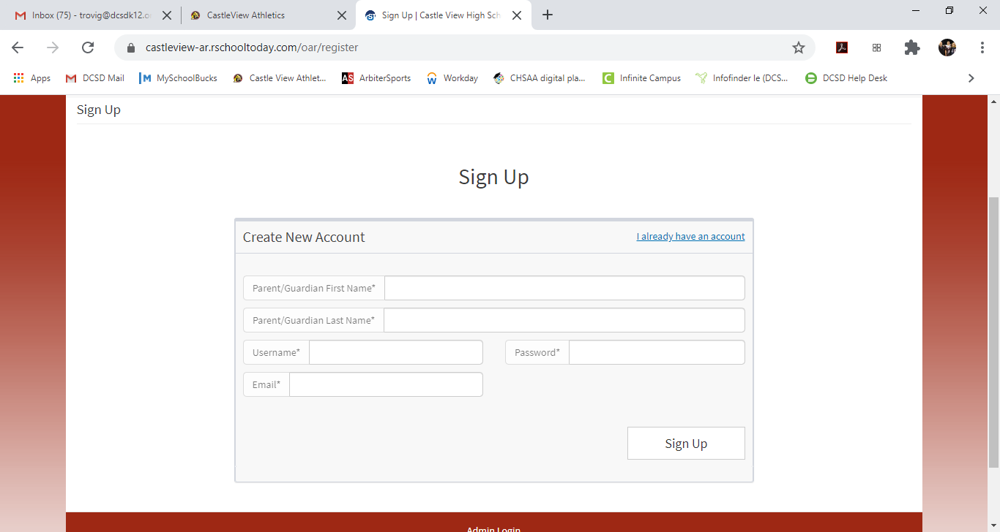 Inbox (75) - trovig@dcsdk12.o
CastleView Athletics
Sign Up | Castle View High Sch
castleview-ar.rschooltoday.com/oar/register
Apps
DCSD Mail
MySchoolBucks
Castle View Athlet...
AS ArbiterSports
Workday
CHSAA digital pla...
C Infinite Campus
Infofinder le (DCS...
DCSD Help Desk
Sign Up
Sign Up
Create New Account
I already have an account
Parent/Guardian First Name*
Parent/Guardian Last Name*
Username*
Password*
Email*
Sign Up
Admin Login